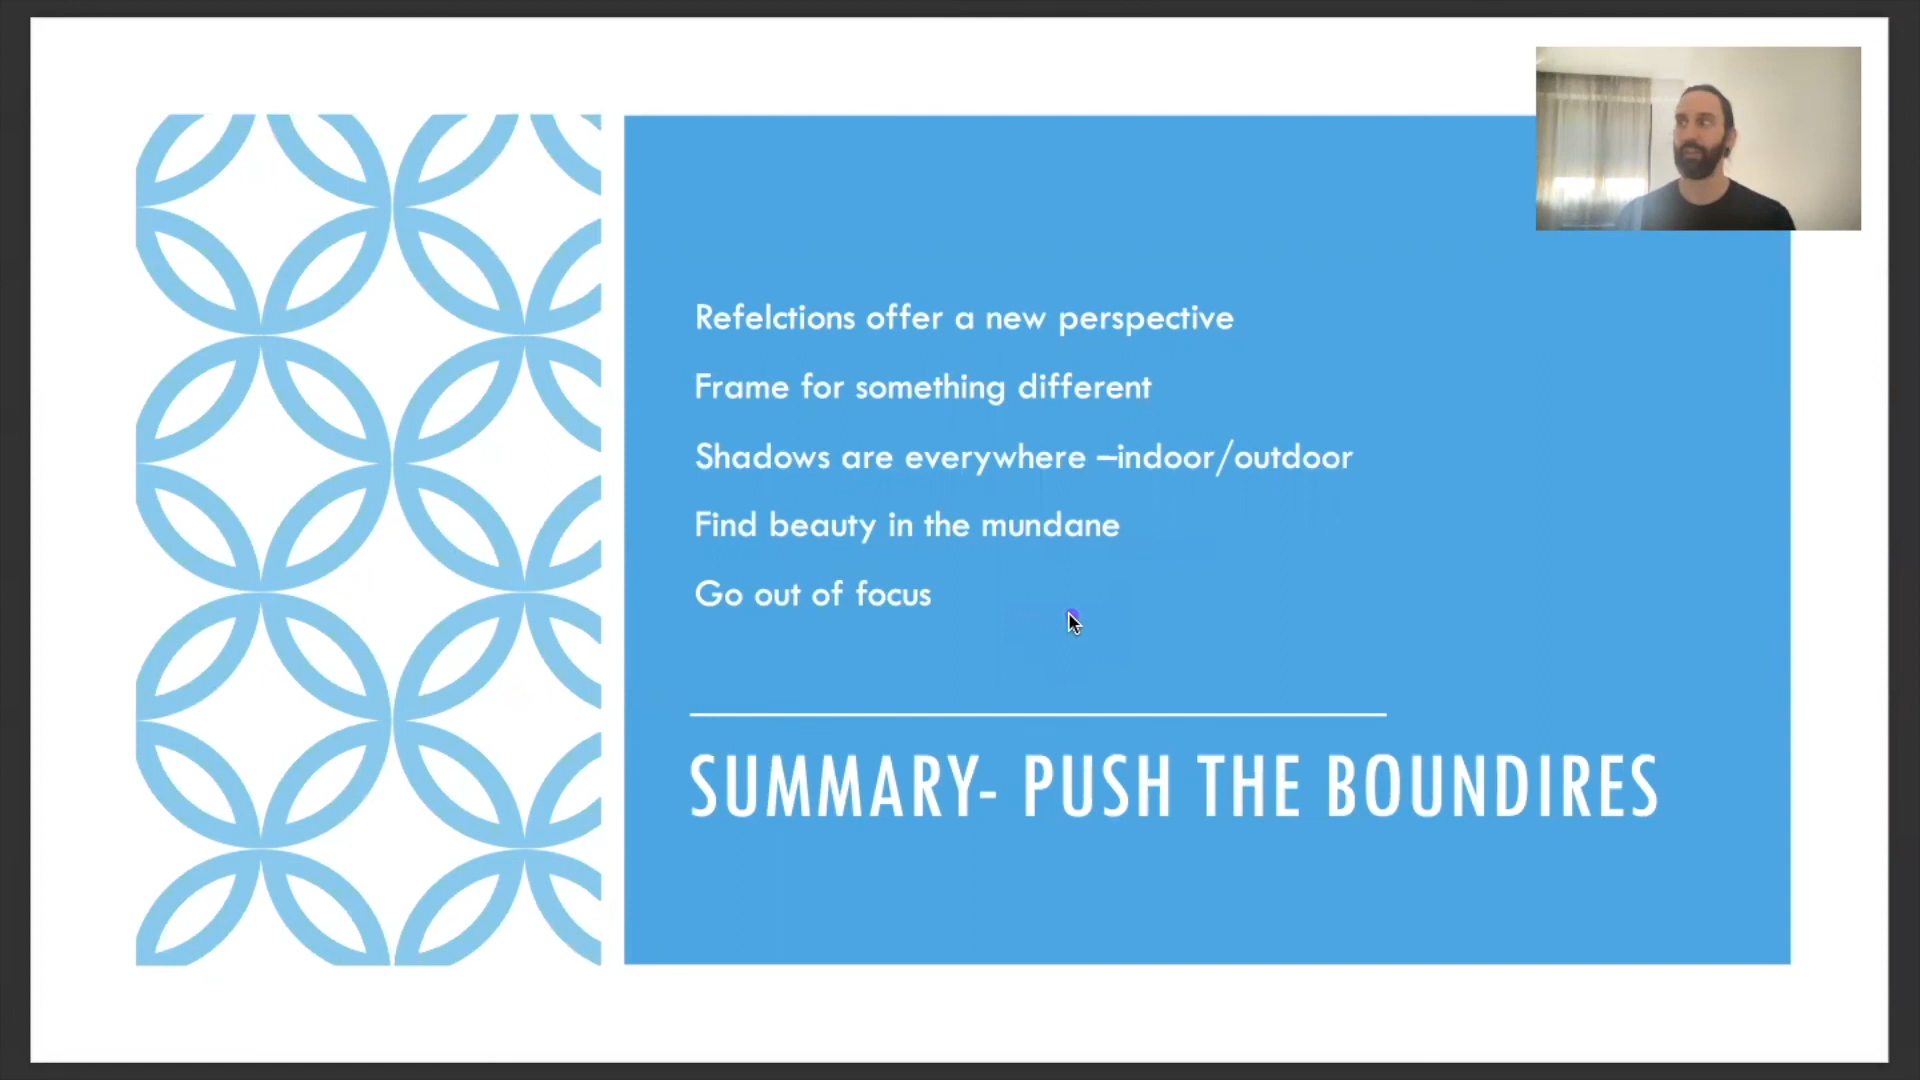 Refelctions offer a new perspective
Frame for something different
Shadows are everywhere –indoor/outdoor
Find beauty in the mundane
Go out of focus
SUMMARY- PUSH THE BOUNDIRES